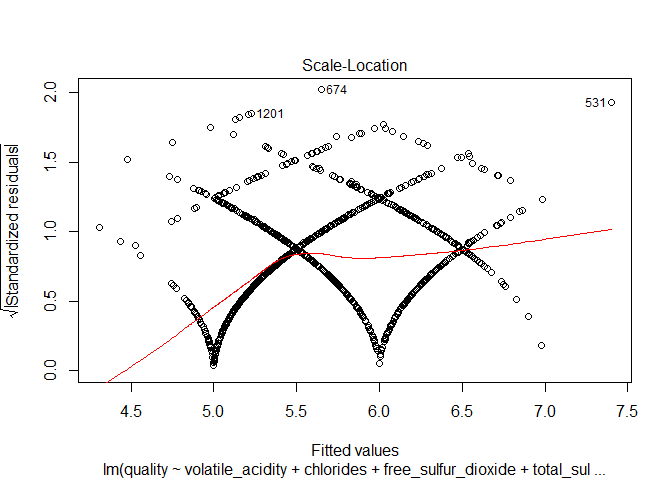 Scale-Location
√|Standardized residuals|
2.0
1.5
1.0
0.5
0.0
674
531
1201
4.5 5.0 5.5 6.0 6.5 7.0 7.5
Fitted values
lm(quality ~ volatile_acidity + chlorides + free_sulfur_dioxide + total_sul ...